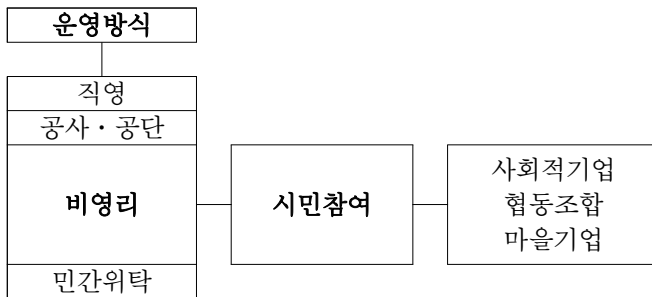 운영방식
직영
공사·공단
비영리
시민참여
사회적기업
협동조합
마을기업
민간위탁